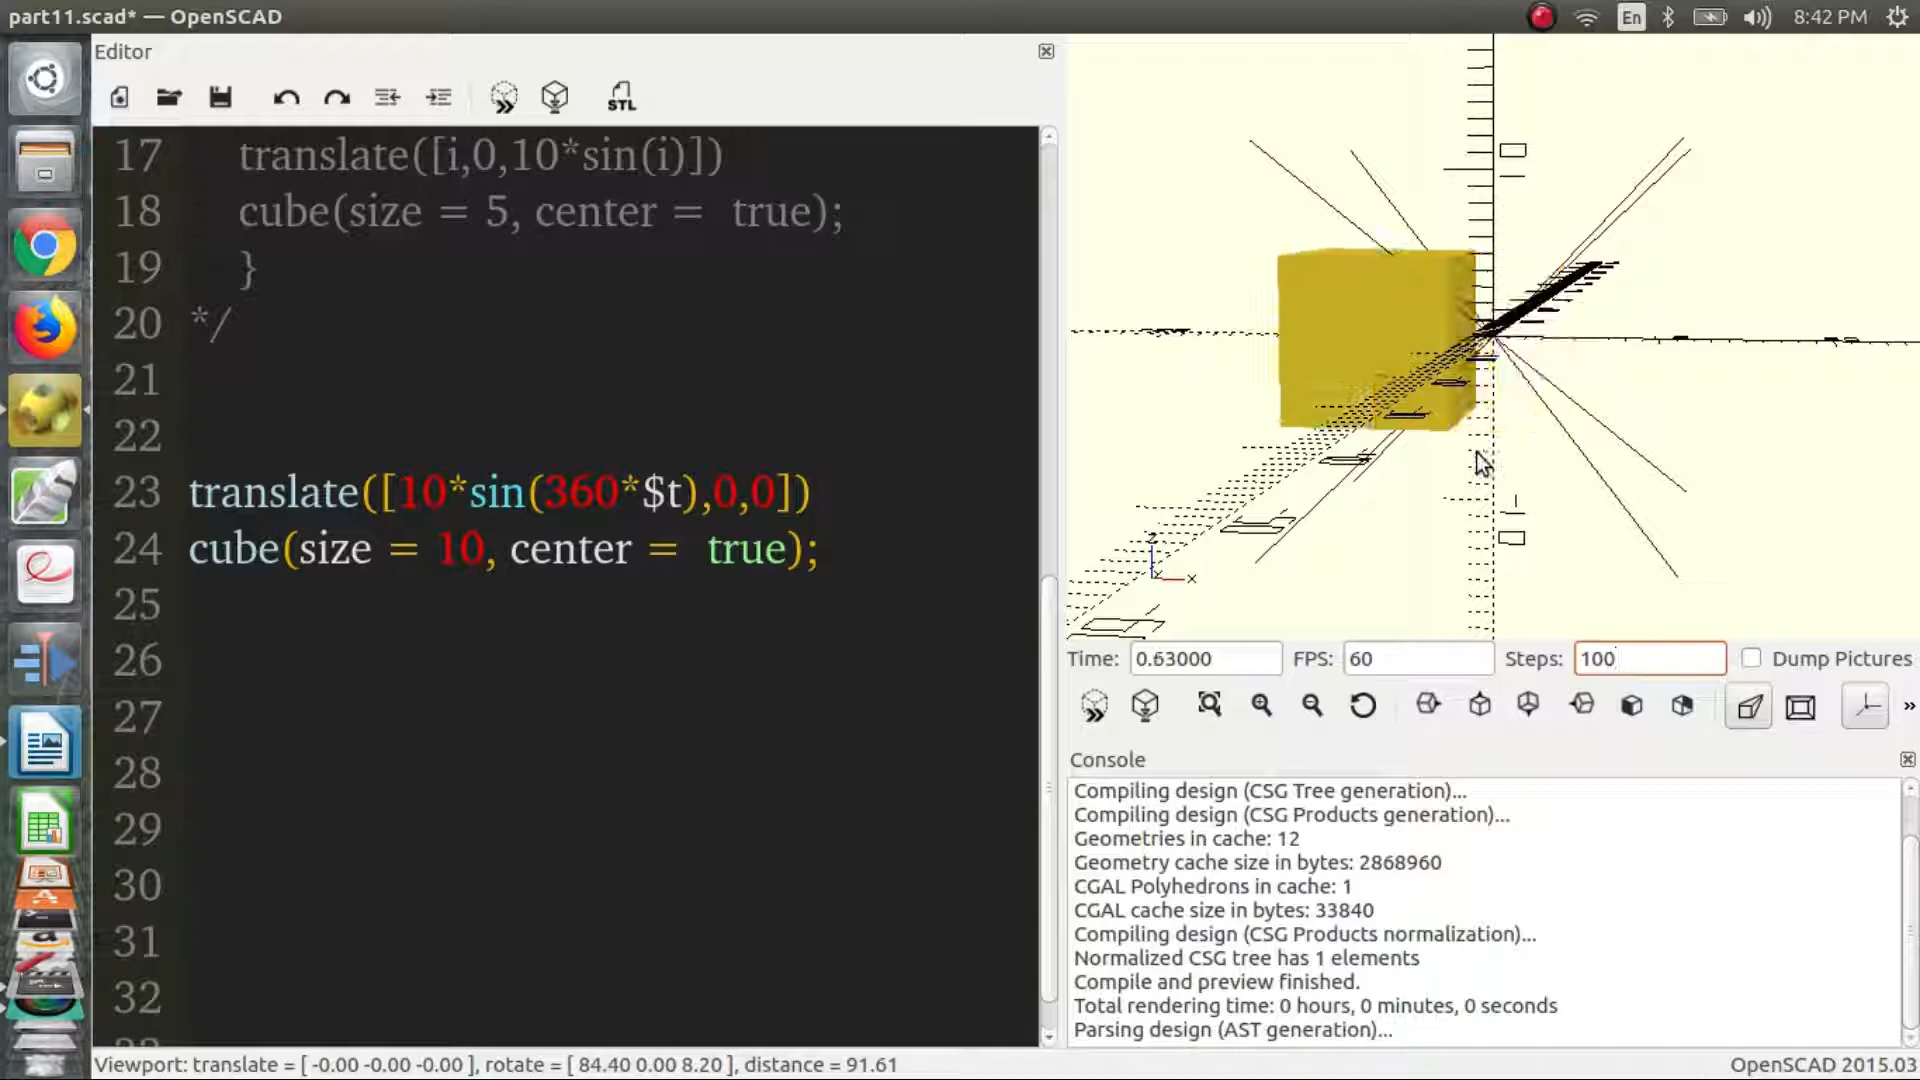 part11.scad* — OpenSCAD
En
8:42 PM
Editor
STL
17 translate([i,0,10*sin(i)])
18 cube(size = 5, center =  true);
19 }
20 */
21
22
23 translate([10*sin(360*$t),0,0])
24 cube(size = 10, center =  true);
25
26
27
28
29
30
31
32
Z
X
Time: 0.63000 FPS: 60 Steps: 100 Dump Pictures
»
Console
Compiling design (CSG Tree generation)...
Compiling design (CSG Products generation)...
Geometries in cache: 12
Geometry cache size in bytes: 2868960
CGAL Polyhedrons in cache: 1
CGAL cache size in bytes: 33840
Compiling design (CSG Products normalization)...
Normalized CSG tree has 1 elements
Compile and preview finished.
Total rendering time: 0 hours, 0 minutes, 0 seconds
Parsing design (AST generation)...
Viewport: translate = [ -0.00 -0.00 -0.00 ], rotate = [ 84.40 0.00 8.20 ], distance = 91.61
OpenSCAD 2015.03